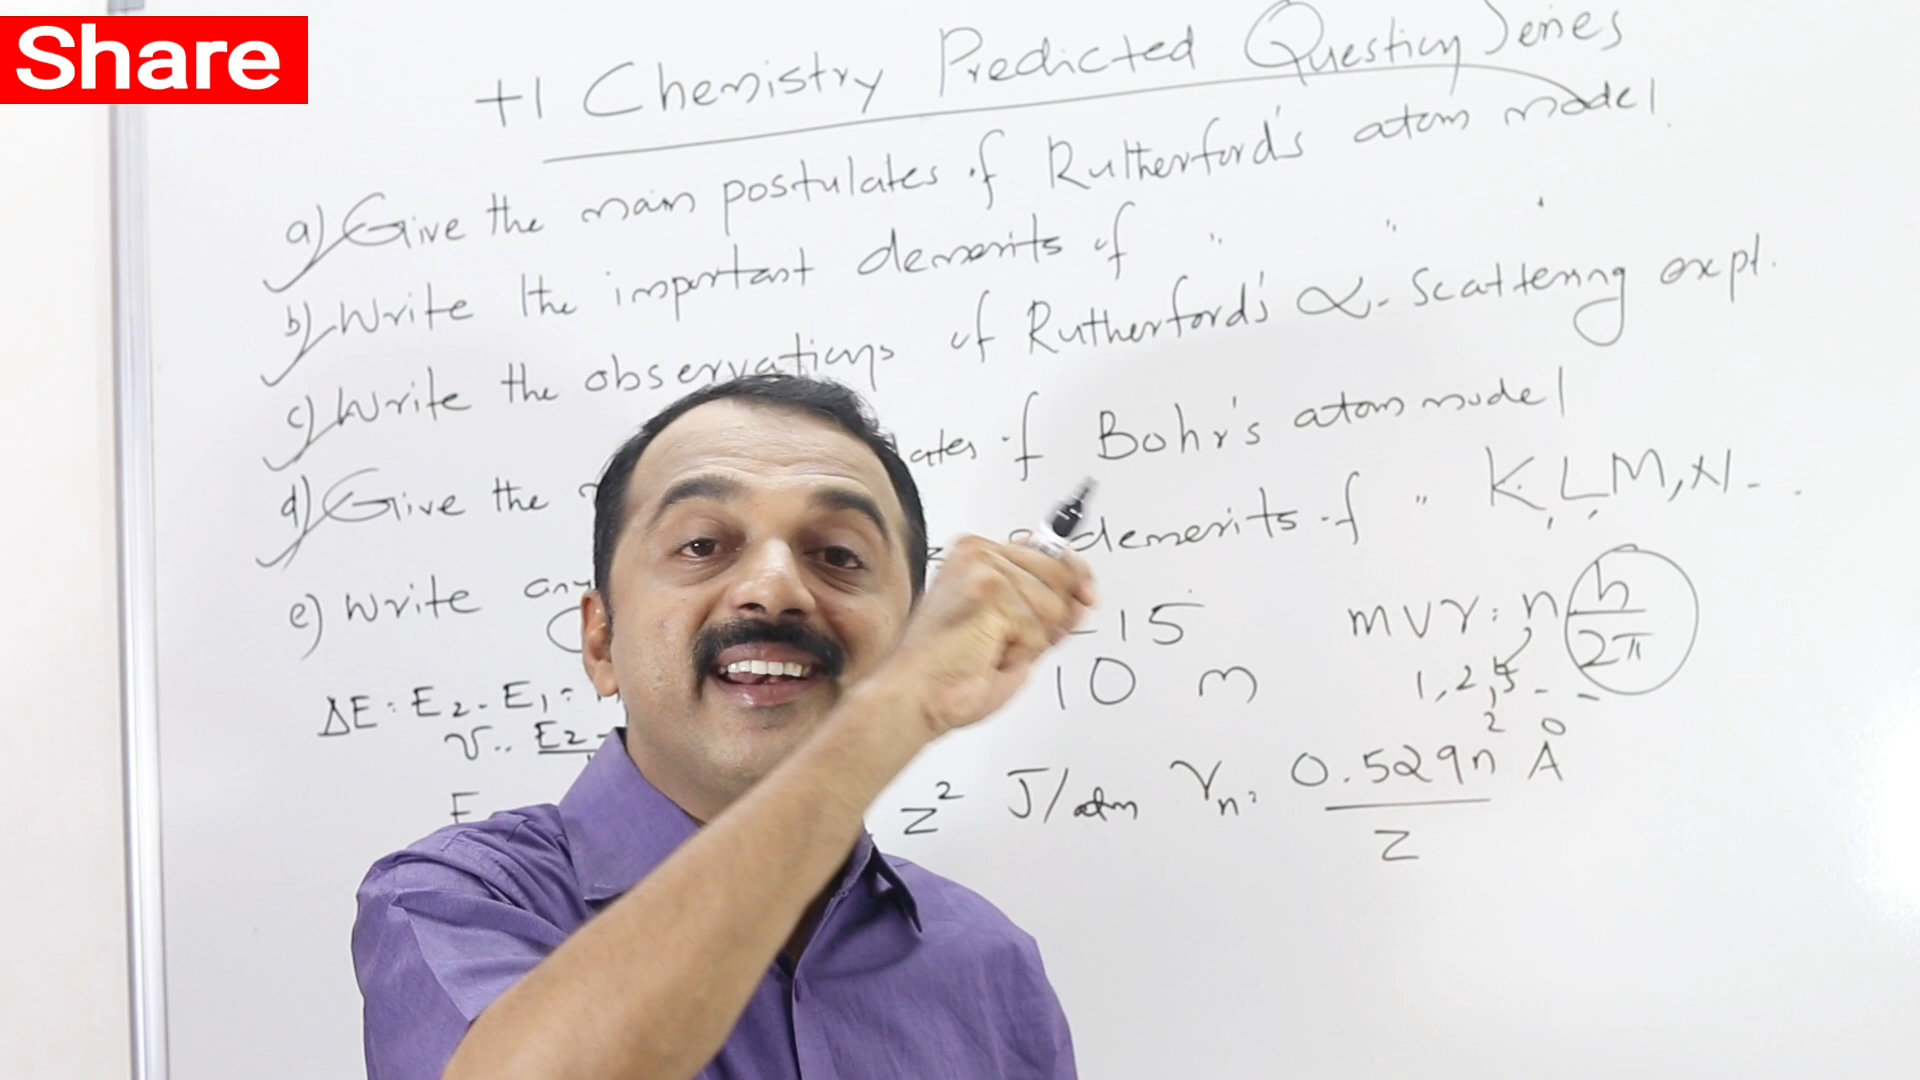 Share
+1 Chemistry Predicted Question Series
a) Give the main postulates of Rutherford's atom model
b) Write the important demerits of " " "
c) Write the observations of Rutherford's α-scattering expt.
d) Give the ates of Bohr's atom model
e) Write any demerits of " K, L, M, N - -
-15
10 m
mvr = n h/2π
1,2,3 - -
ΔE = E2 - E1 =
ν = E2 -
E z² J/atom rn = 0.529n² Å
z